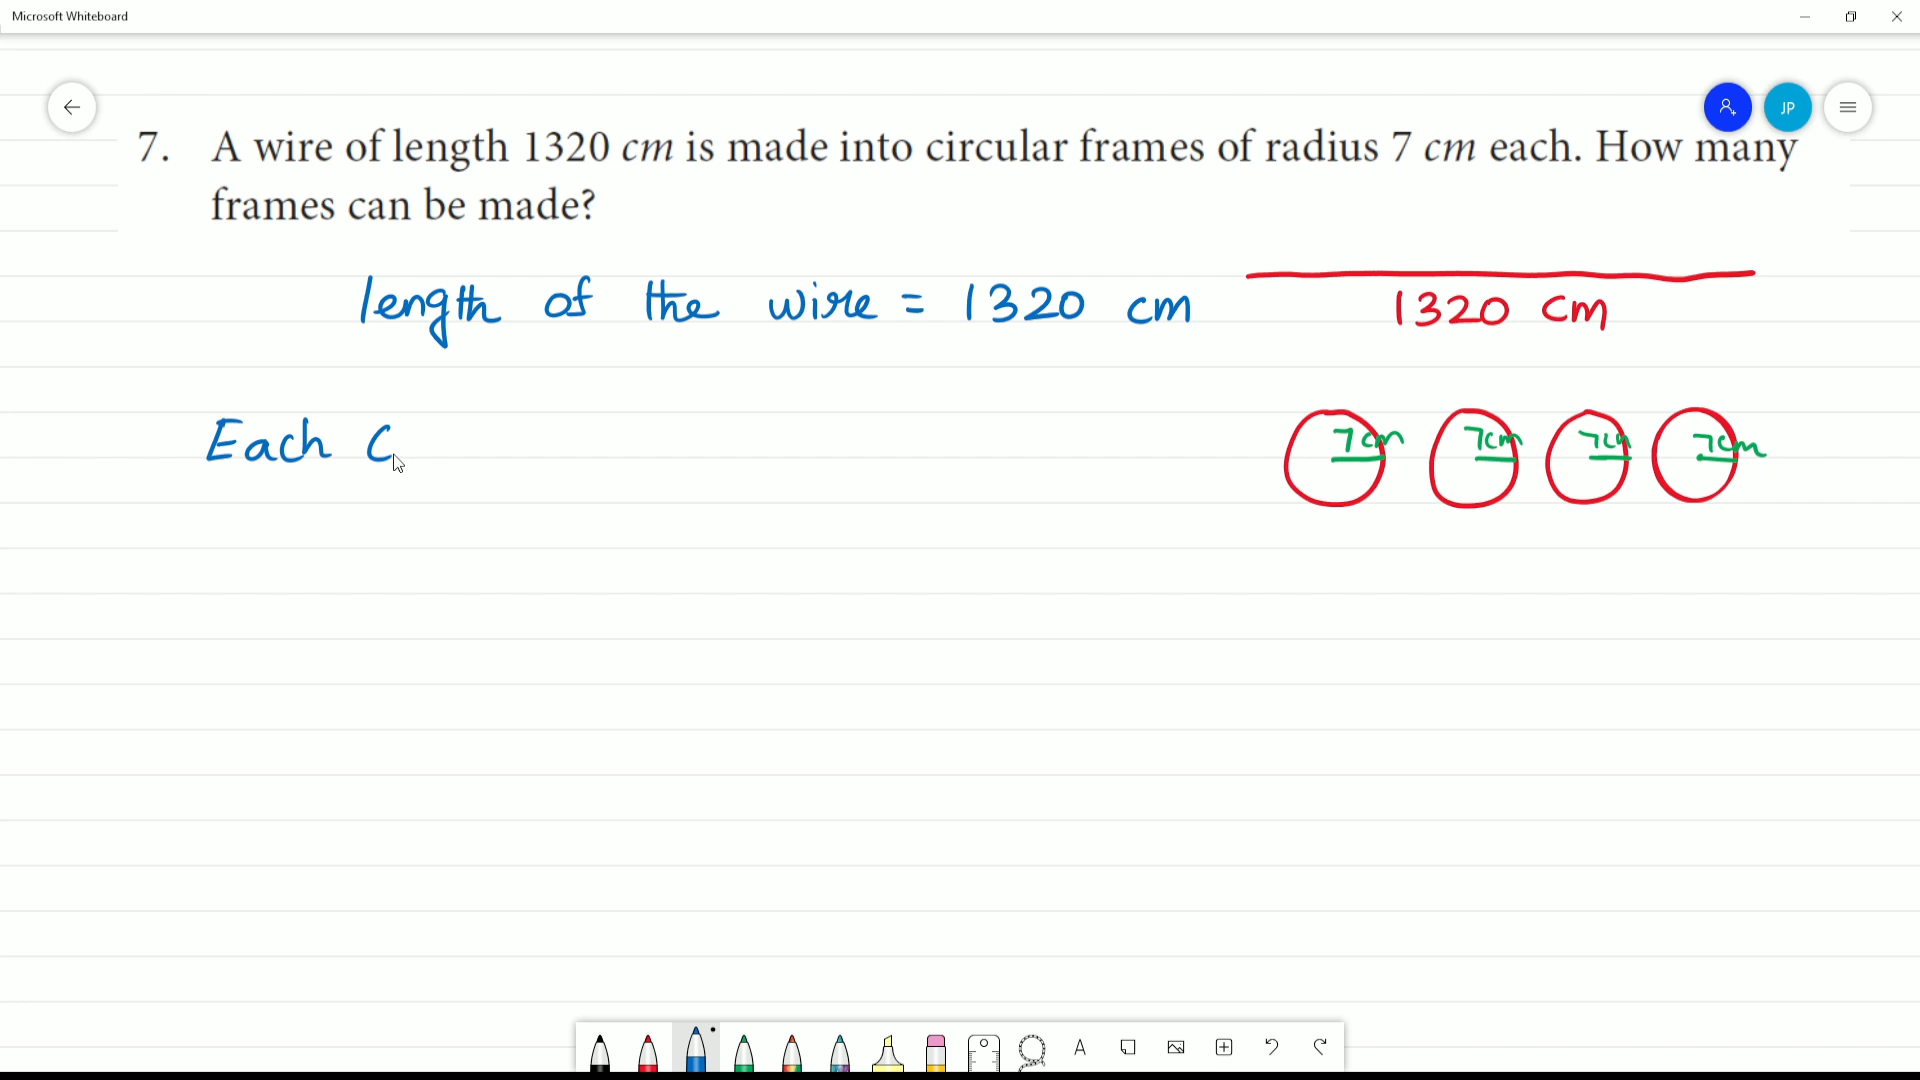 Microsoft Whiteboard
JP
7. A wire of length 1320 cm is made into circular frames of radius 7 cm each. How many
frames can be made?
length of the wire = 1320 cm
1320 cm
Each C
7cm 7cm 7cm 7cm
A